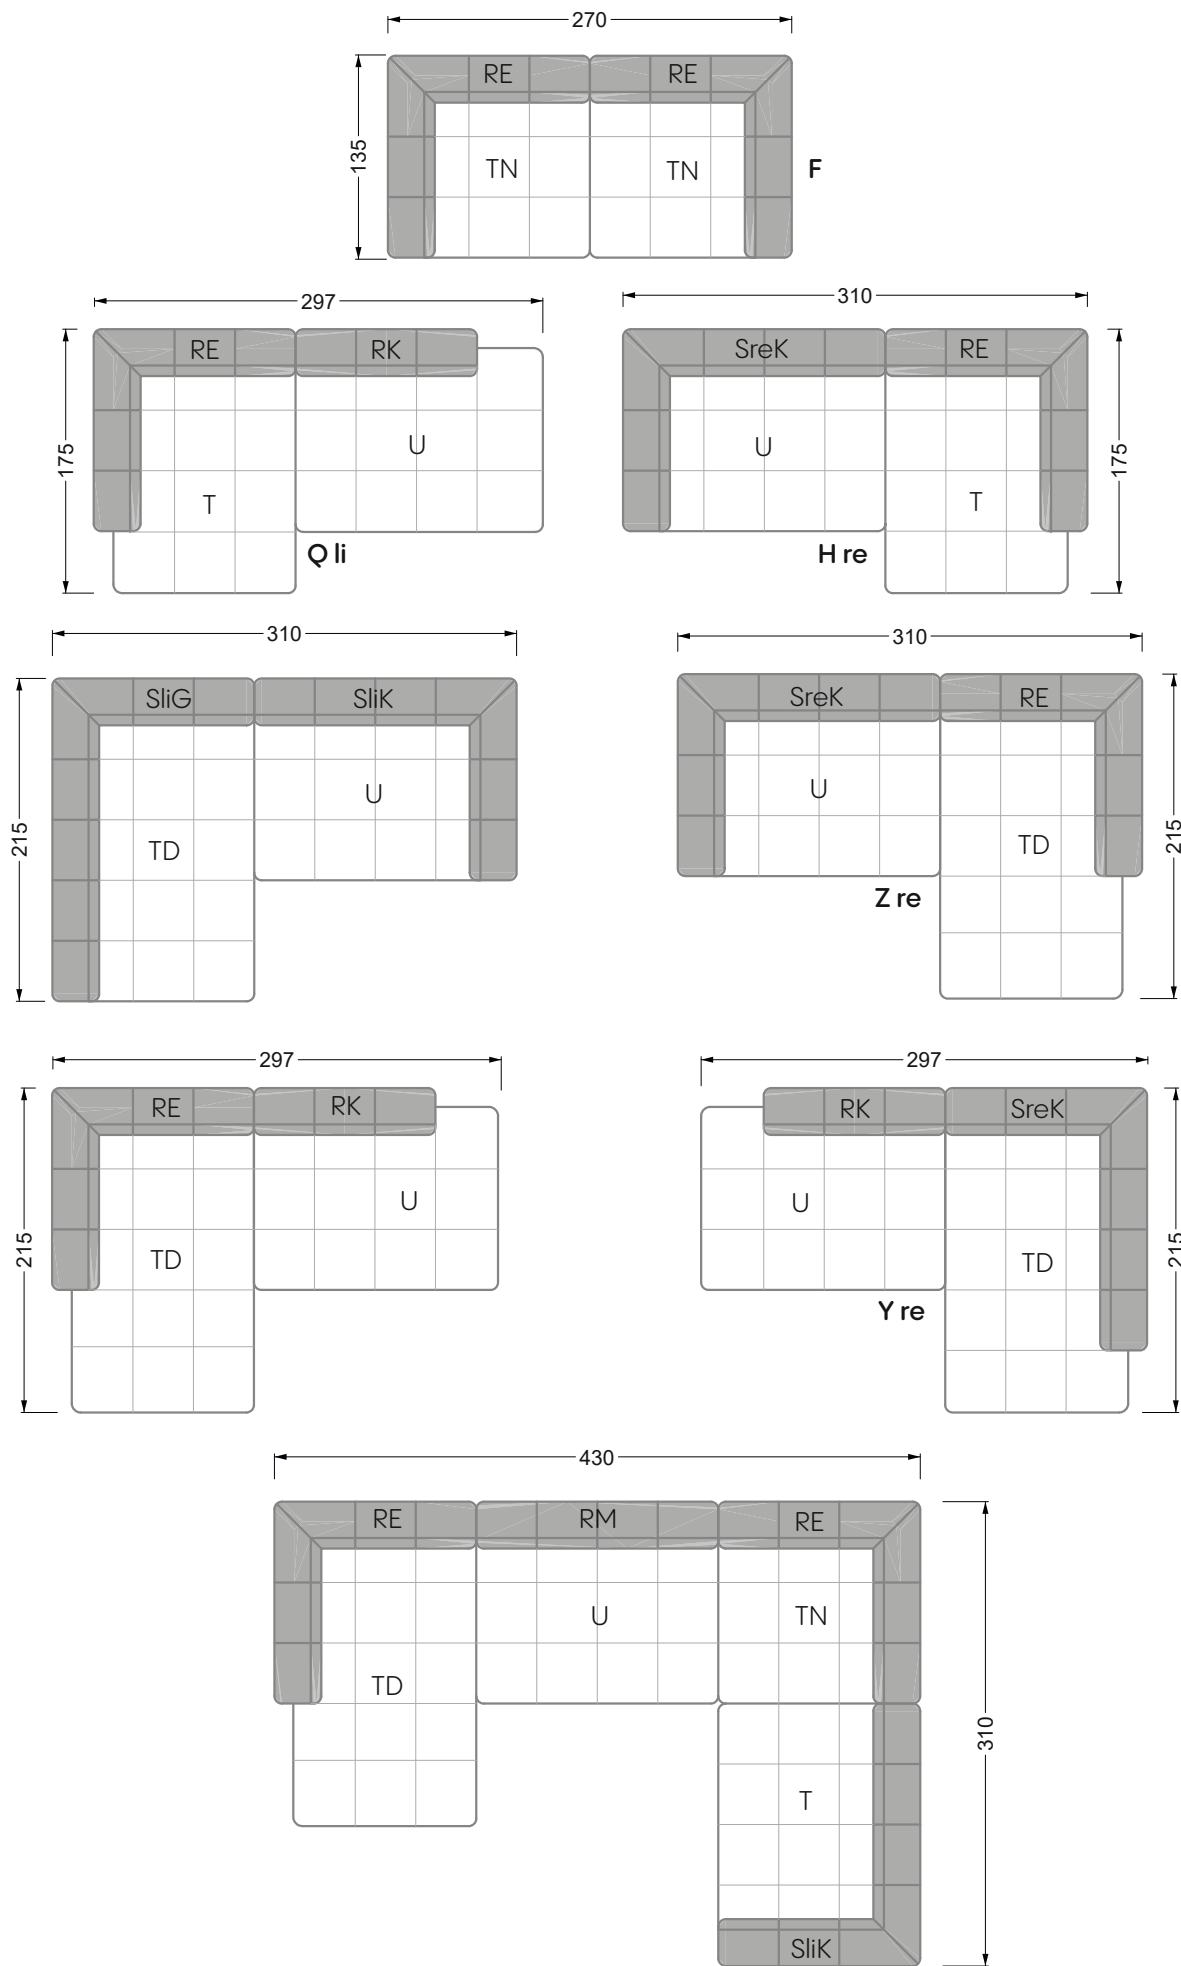 270
RE RE
135
TN TN F
297 310
RE RK SreK RE
175 U U 175
T T
Q li H re
310 310
SliG SliK SreK RE
215 U U 215
TD TD
Z re
297 297
RE RK RK SreK
U U
215 TD TD 215
Y re
430
RE RM RE
U TN
TD
310
T
SliK